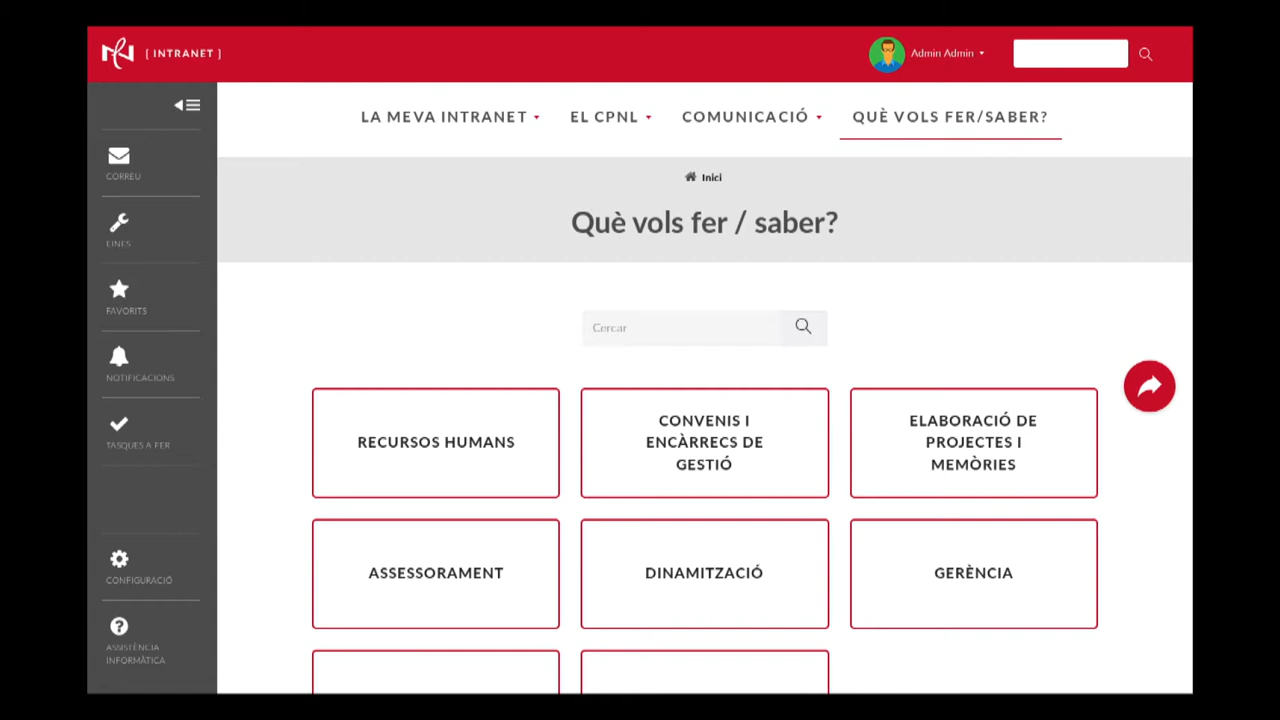 [ INTRANET ]
Admin Admin
LA MEVA INTRANET
EL CPNL
COMUNICACIÓ
QUÈ VOLS FER/SABER?
CORREU
EINES
FAVORITS
NOTIFICACIONS
TASQUES A FER
CONFIGURACIÓ
ASSISTÈNCIA
INFORMÀTICA
Inici
Què vols fer / saber?
Cercar
RECURSOS HUMANS
CONVENIS I
ENCÀRRECS DE
GESTIÓ
ELABORACIÓ DE
PROJECTES I
MEMÒRIES
ASSESSORAMENT
DINAMITZACIÓ
GERÈNCIA